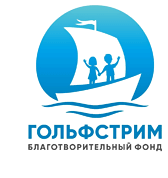 ГОЛЬФСТРИМ
БЛАГОТВОРИТЕЛЬНЫЙ ФОНД